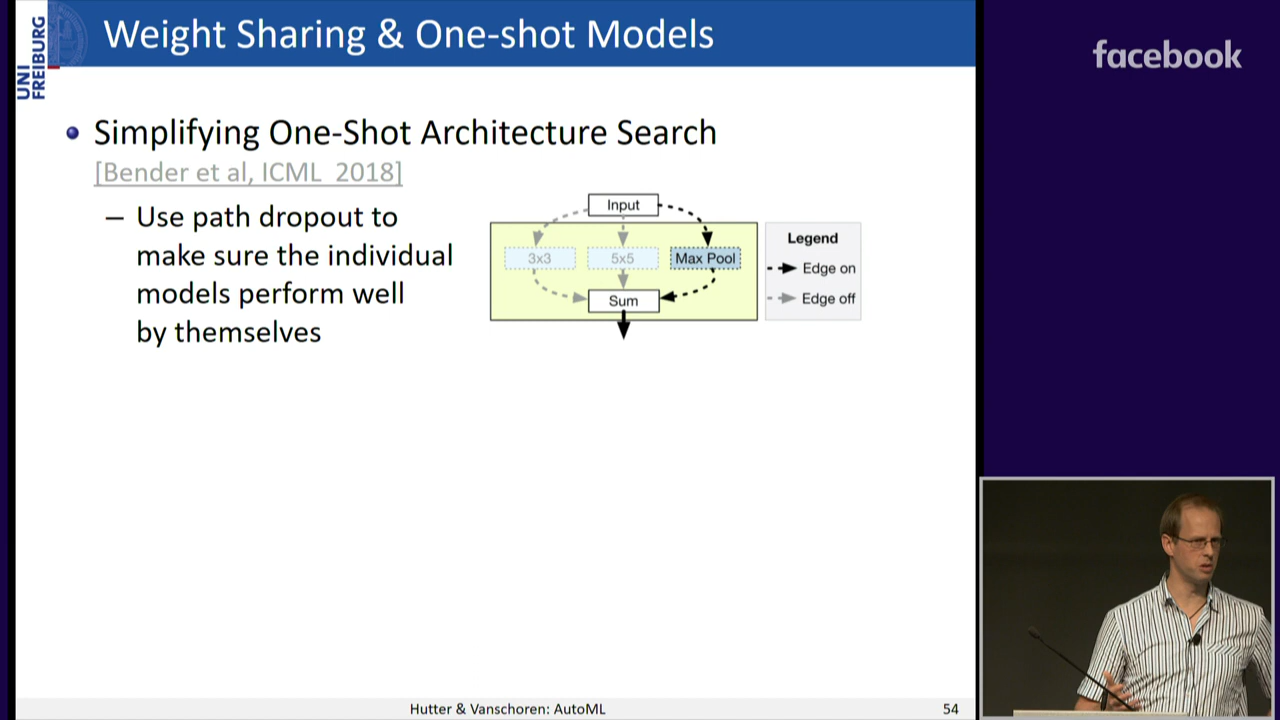 UNI
FREIBURG
Weight Sharing & One-shot Models
facebook
Simplifying One-Shot Architecture Search
[Bender et al, ICML 2018]
– Use path dropout to
make sure the individual
models perform well
by themselves
Input
3x3
5x5
Max Pool
Sum
Legend
Edge on
Edge off
Hutter & Vanschoren: AutoML
54